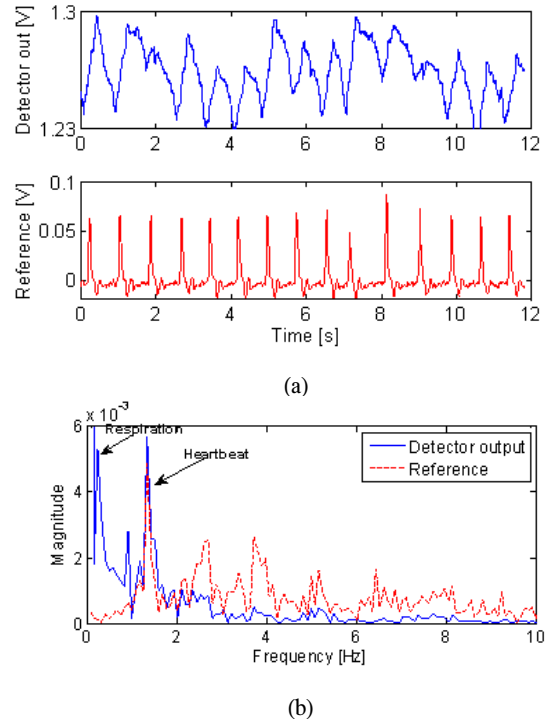 1.3
Detector out [V]
1.23
0 2 4 6 8 10 12
0.1
0.05
0
Reference [V]
0 2 4 6 8 10 12
Time [s]
(a)
x 10-3
6
Respiration
Heartbeat
Detector output
Reference
4
2
0
Magnitude
0 2 4 6 8 10
Frequency [Hz]
(b)